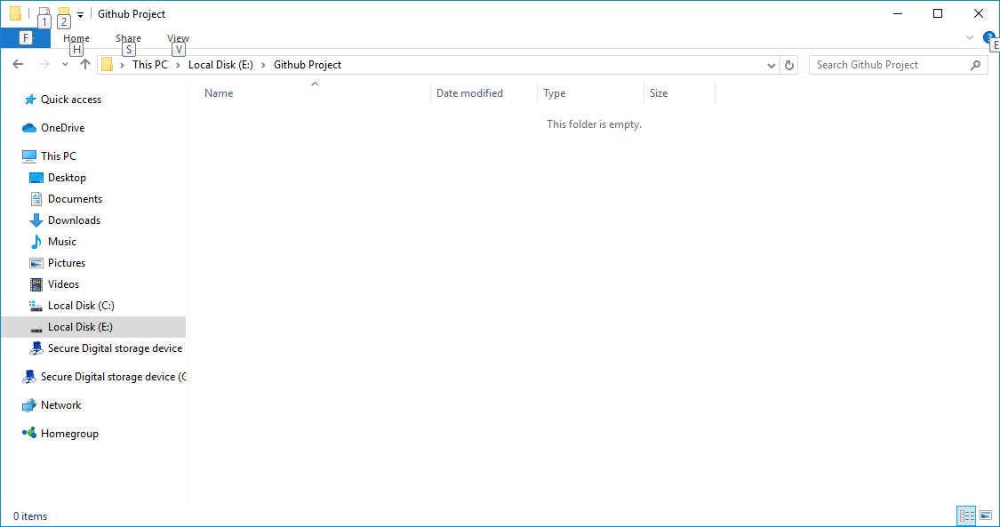 Github Project
1 2
F Home Share View
H S V E
This PC Local Disk (E:) Github Project Search Github Project
Name Date modified Type Size
This folder is empty.
Quick access
OneDrive
This PC
Desktop
Documents
Downloads
Music
Pictures
Videos
Local Disk (C:)
Local Disk (E:)
Secure Digital storage device
Secure Digital storage device (G
Network
Homegroup
0 items